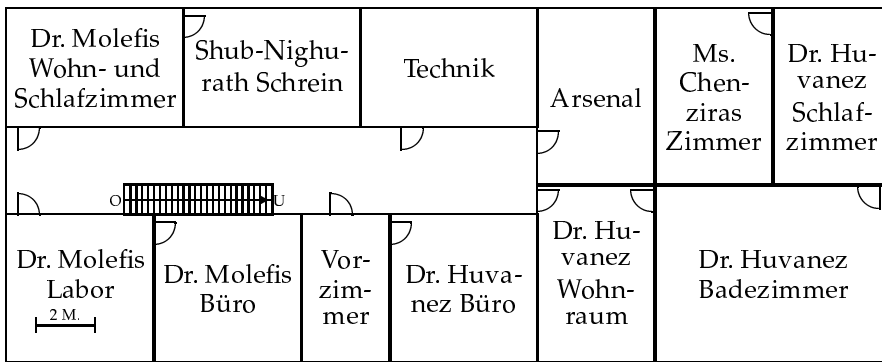 Dr. Molefis
Wohn- und
Schlafzimmer
Shub-Nighu-
rath Schrein
Technik
Arsenal
Ms.
Chen-
ziras
Zimmer
Dr. Hu-
vanez
Schlaf-
zimmer
O
U
Dr. Molefis
Labor
2 M.
Dr. Molefis
Büro
Vor-
zim-
mer
Dr. Huva-
nez Büro
Dr. Hu-
vanez
Wohn-
raum
Dr. Huvanez
Badezimmer